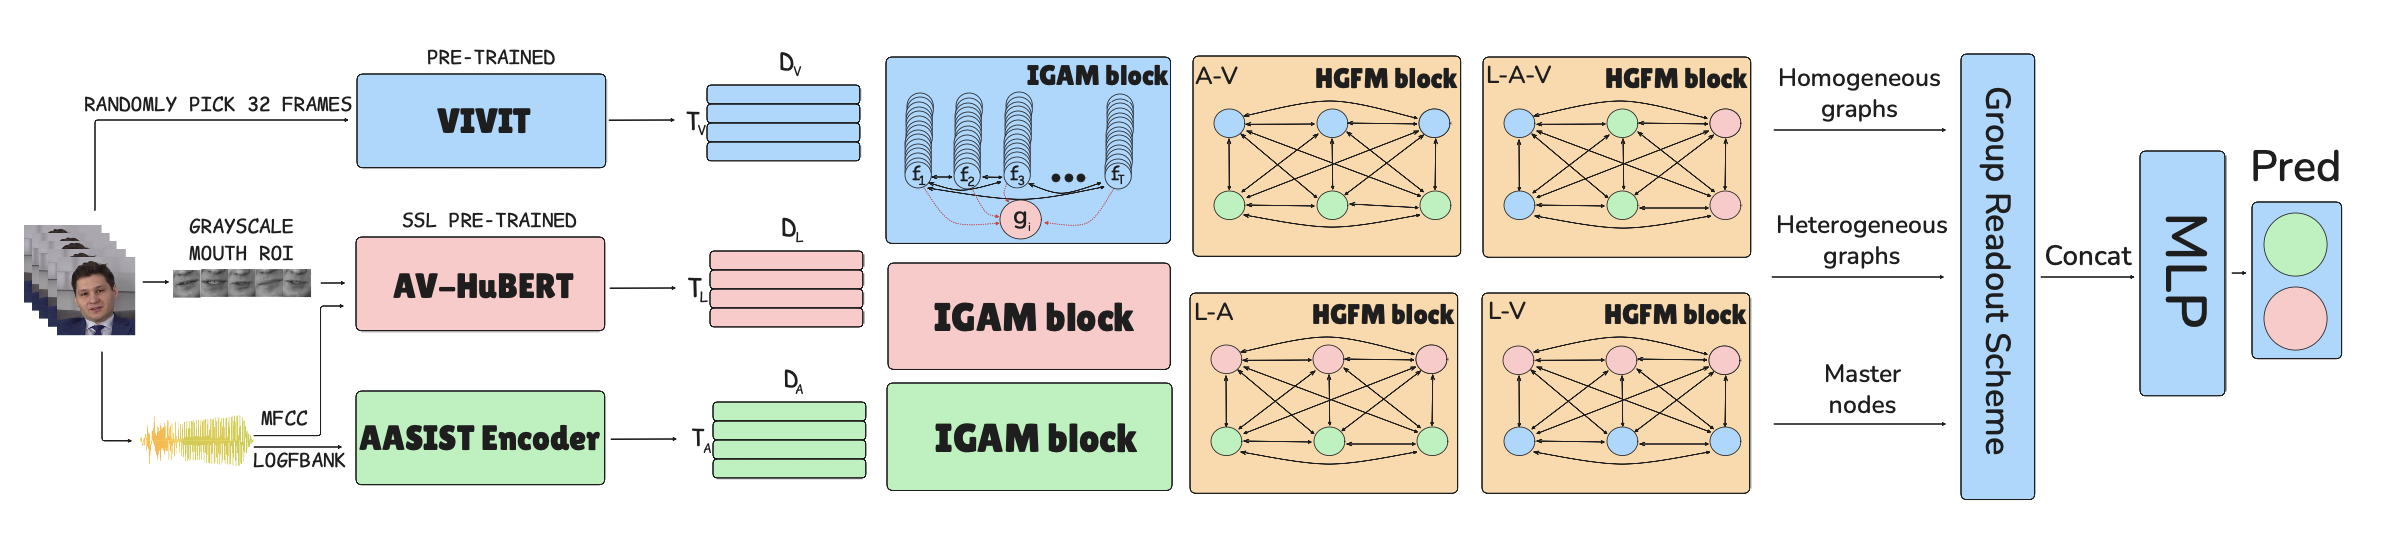 RANDOMLY PICK 32 FRAMES
PRE-TRAINED
VIVIT
GRAYSCALE
MOUTH ROI
SSL PRE-TRAINED
AV-HuBERT
MFCC
LOGFBANK
AASIST Encoder
D_V
T_V
D_L
T_L
D_A
T_A
IGAM block
f_1
f_2
f_3
•••
f_T
g_i
IGAM block
IGAM block
A-V
HGFM block
L-A-V
HGFM block
L-A
HGFM block
L-V
HGFM block
Homogeneous
graphs
Heterogeneous
graphs
Master
nodes
Group Readout Scheme
Concat
MLP
Pred